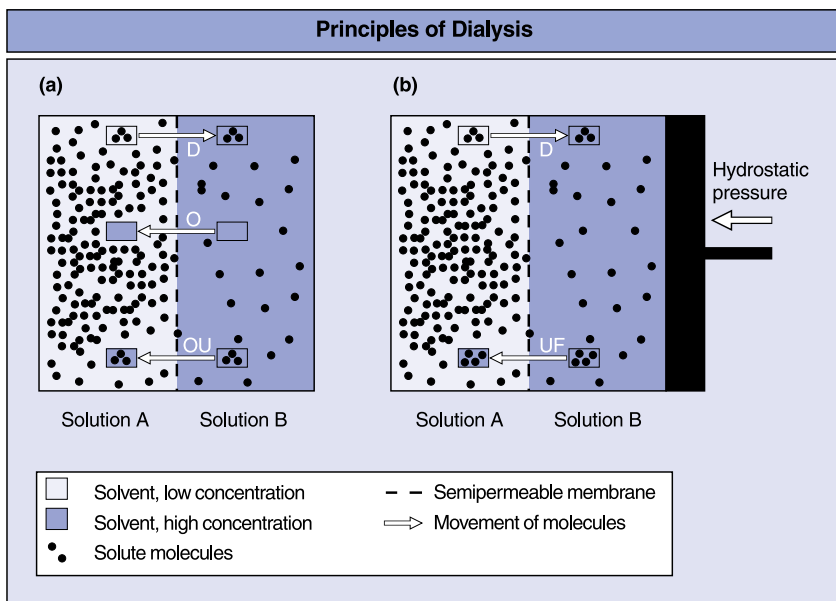 Principles of Dialysis
(a)
(b)
D
O
OU
D
UF
Hydrostatic
pressure
Solution A
Solution B
Solution A
Solution B
Solvent, low concentration
Solvent, high concentration
Solute molecules
Semipermeable membrane
Movement of molecules